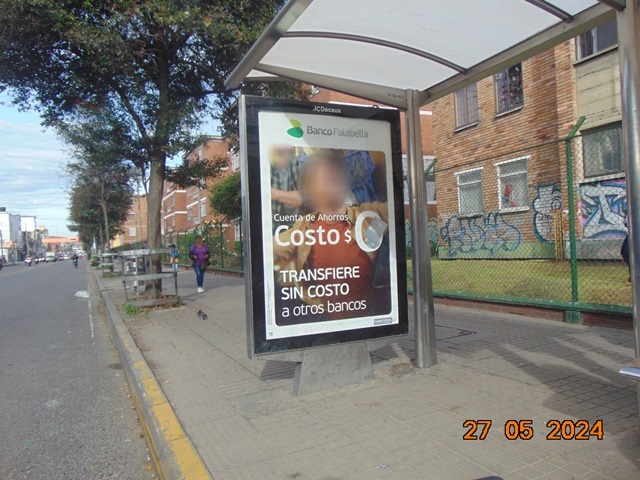 JCDecaux
Banco Falabella
Cuenta de Ahorros
Costo $ 0
TRANSFIERE
SIN COSTO
a otros bancos
27 05 2024